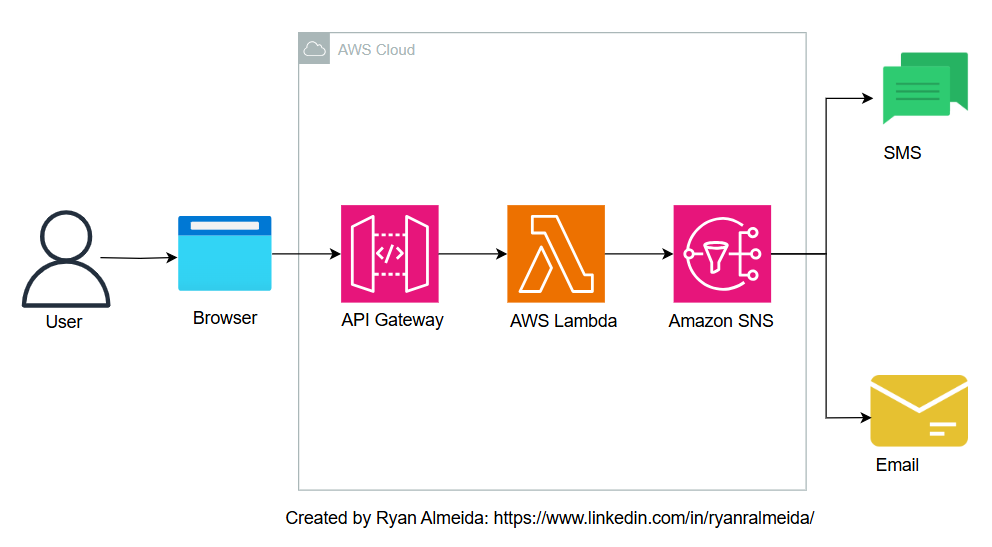 AWS Cloud
SMS
User
Browser
API Gateway
AWS Lambda
Amazon SNS
Email
Created by Ryan Almeida: https://www.linkedin.com/in/ryanralmeida/